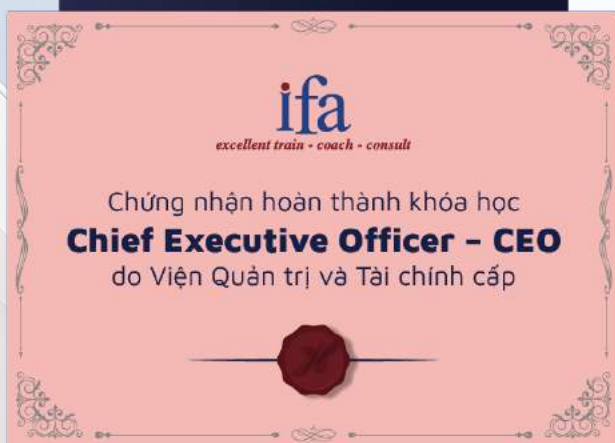 ifa
excellent train - coach - consult
Chứng nhận hoàn thành khóa học
Chief Executive Officer – CEO
do Viện Quản trị và Tài chính cấp